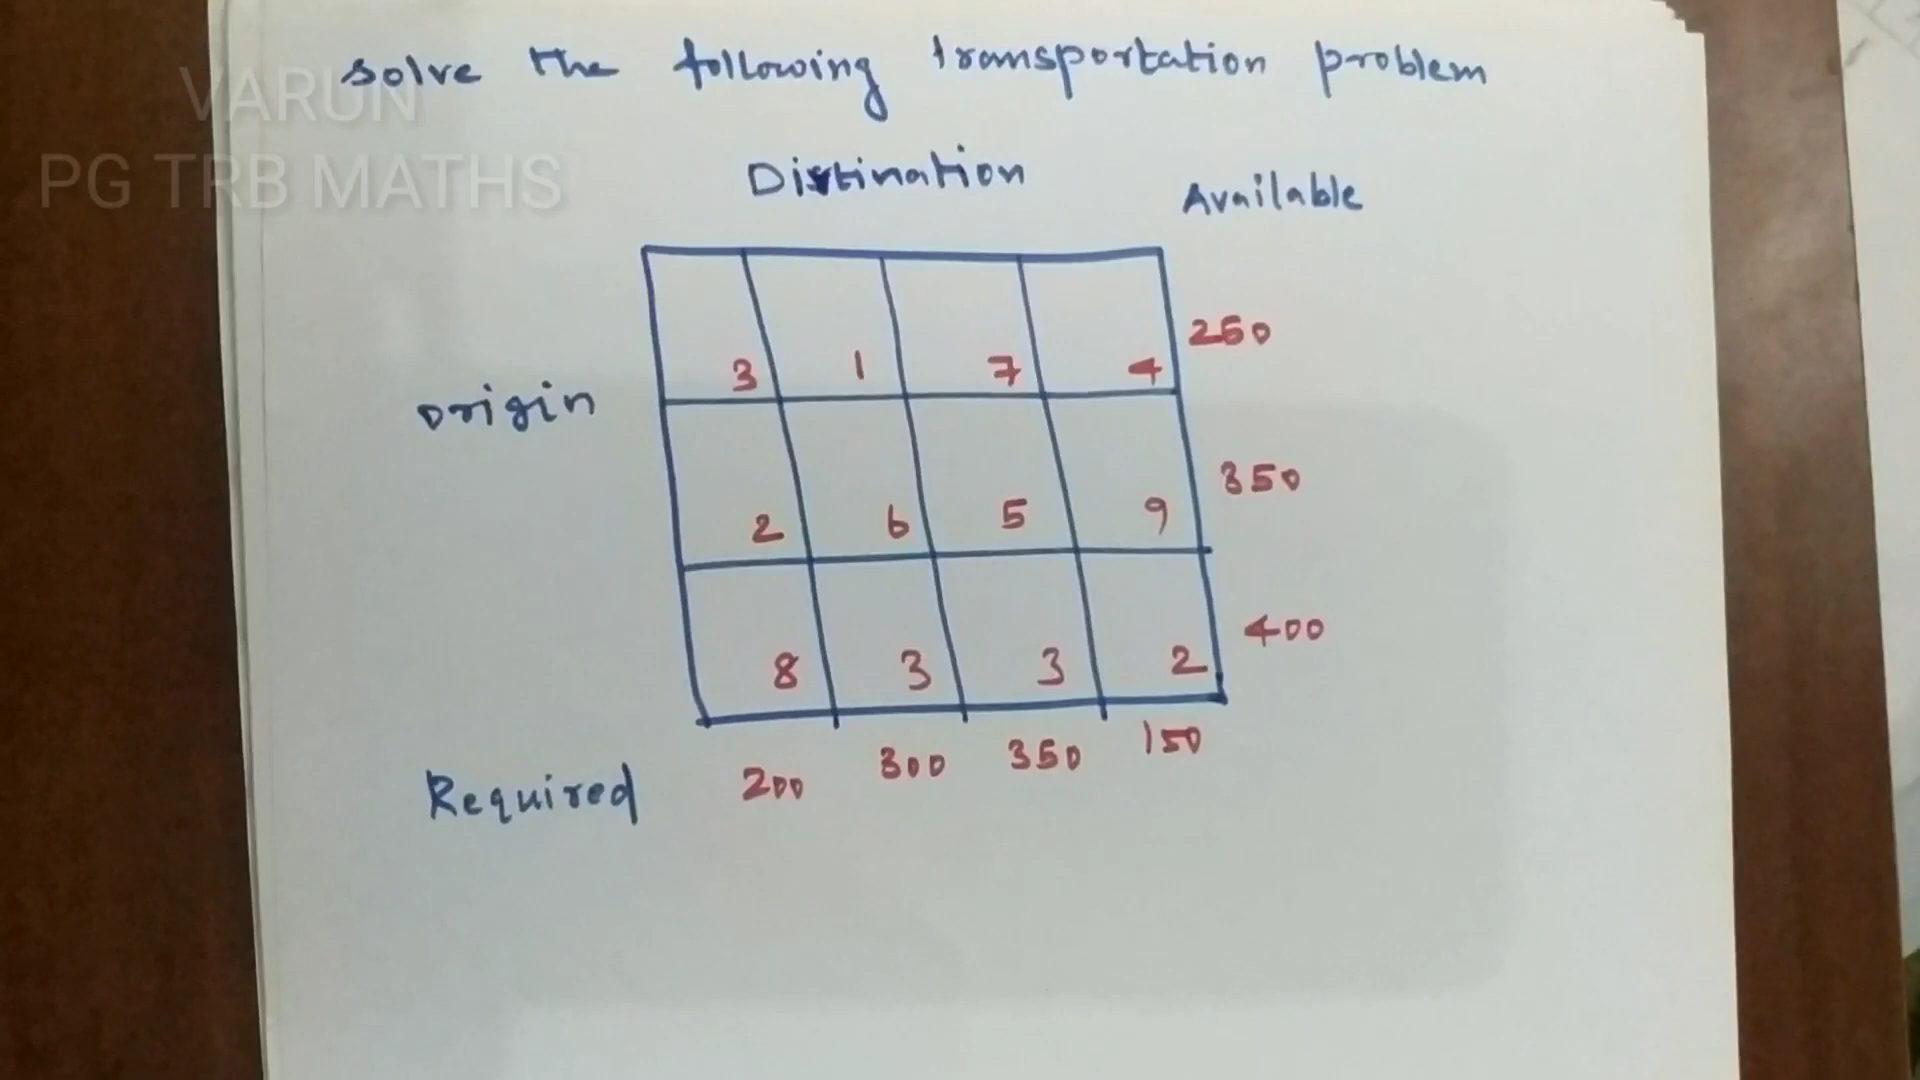 solve the following transportation problem
VARUN
PG TRB MATHS
Distination
Available
3 1 7 4 250
Origin
2 6 5 9 350
8 3 3 2 400
Required 200 300 350 150